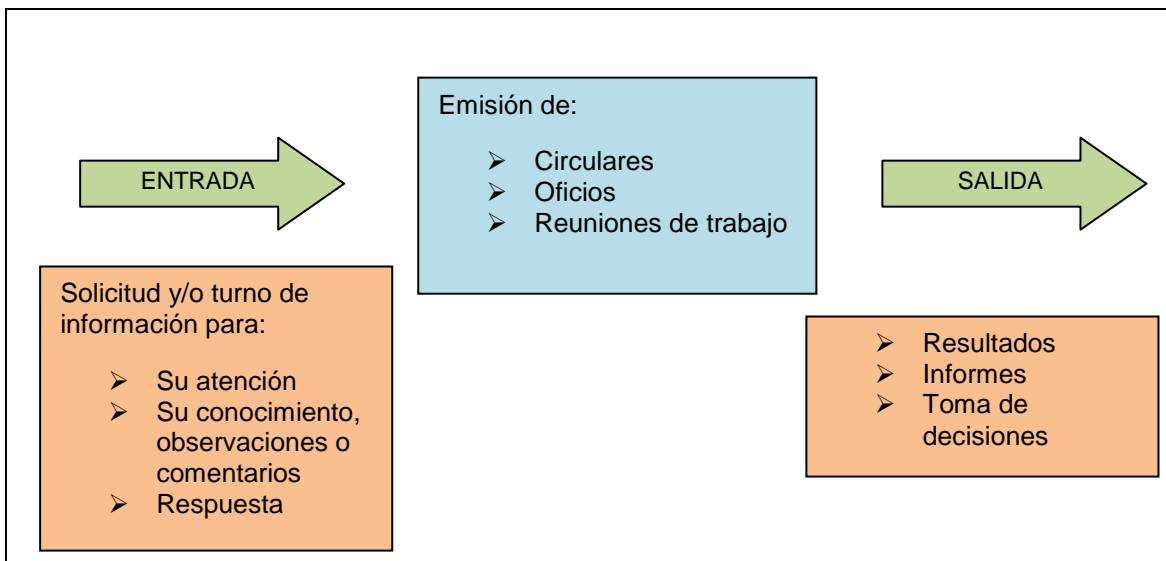 ENTRADA
Solicitud y/o turno de
información para:
➢ Su atención
➢ Su conocimiento,
observaciones o
comentarios
➢ Respuesta
Emisión de:
➢ Circulares
➢ Oficios
➢ Reuniones de trabajo
SALIDA
➢ Resultados
➢ Informes
➢ Toma de
decisiones